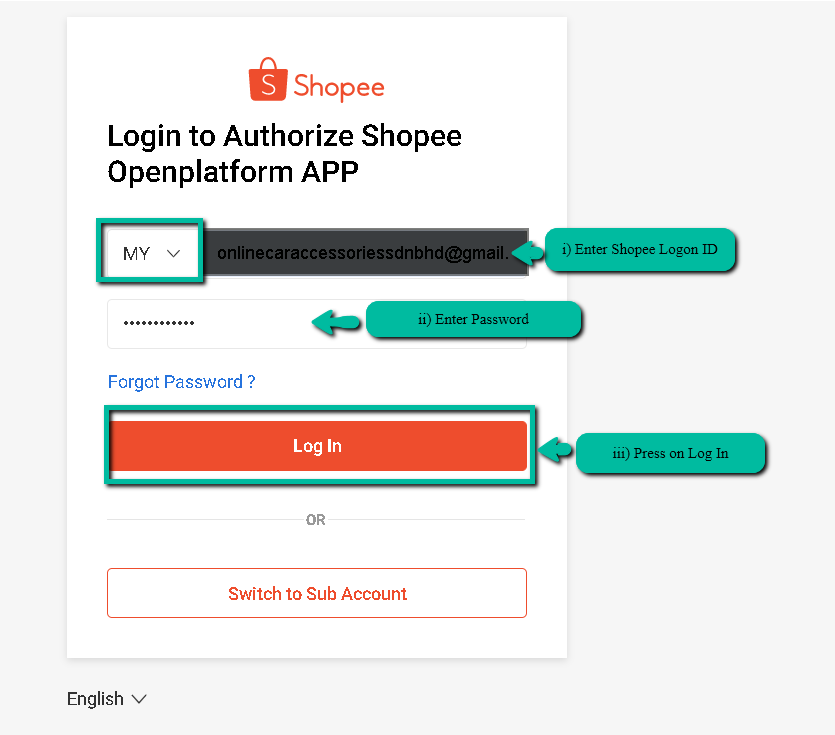 Shopee
Login to Authorize Shopee
Openplatform APP
MY
onlinecaraccessoriessdnbhd@gmail.
i) Enter Shopee Logon ID
••••••••••••
ii) Enter Password
Forgot Password ?
Log In
iii) Press on Log In
OR
Switch to Sub Account
English